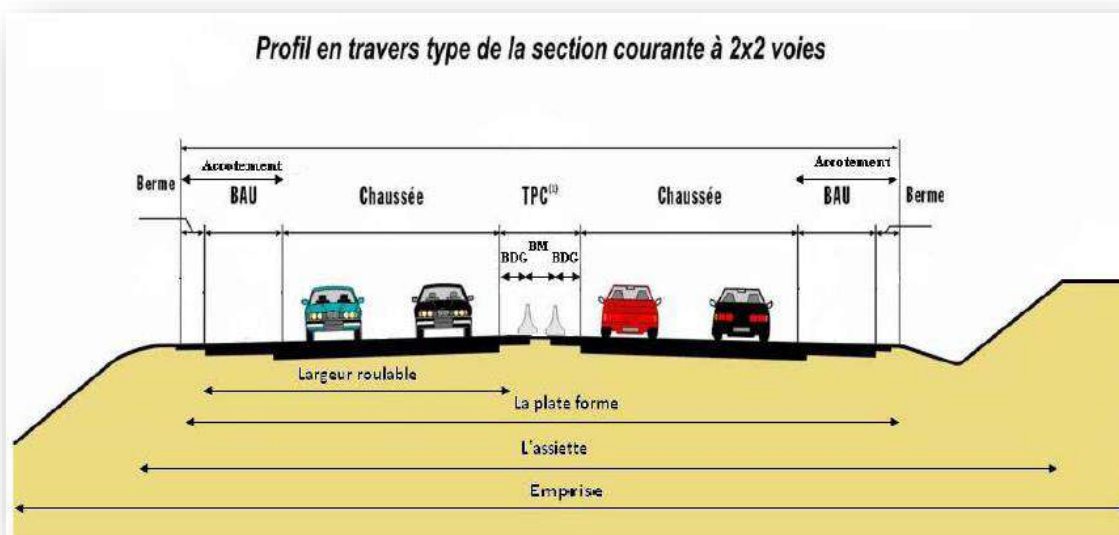 Profil en travers type de la section courante à 2x2 voies
Accotement
Accotement
Berme
BAU
Chaussée
TPC(1)
Chaussée
BAU
Berme
BM
BDG
BDG
Largeur roulable
La plate forme
L'assiette
Emprise